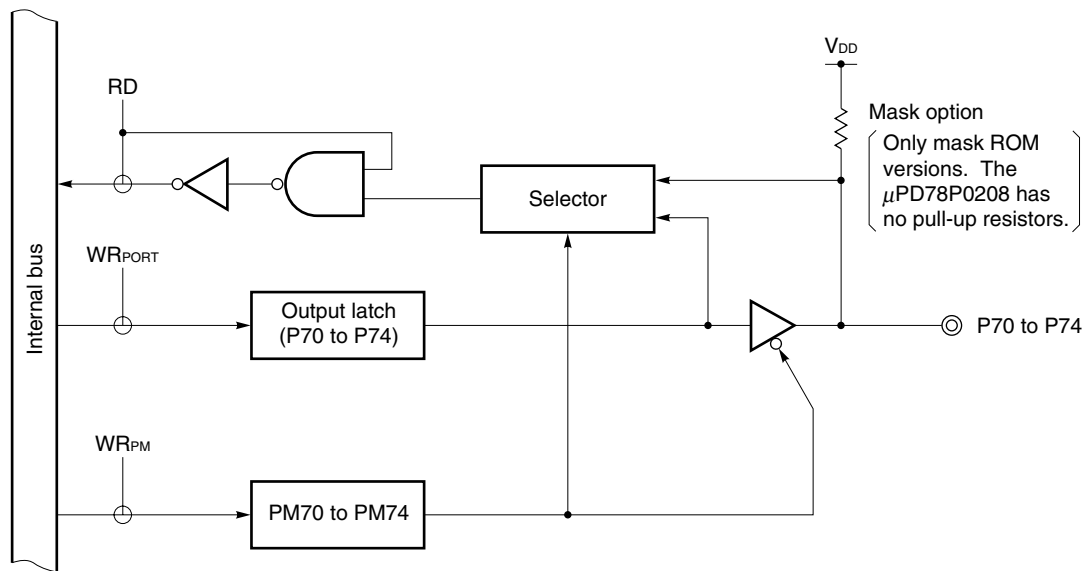 VDD
RD
Mask option
Only mask ROM
versions. The
μPD78P0208 has
no pull-up resistors.
Selector
WRPORT
Internal bus
Output latch
(P70 to P74)
P70 to P74
WRPM
PM70 to PM74